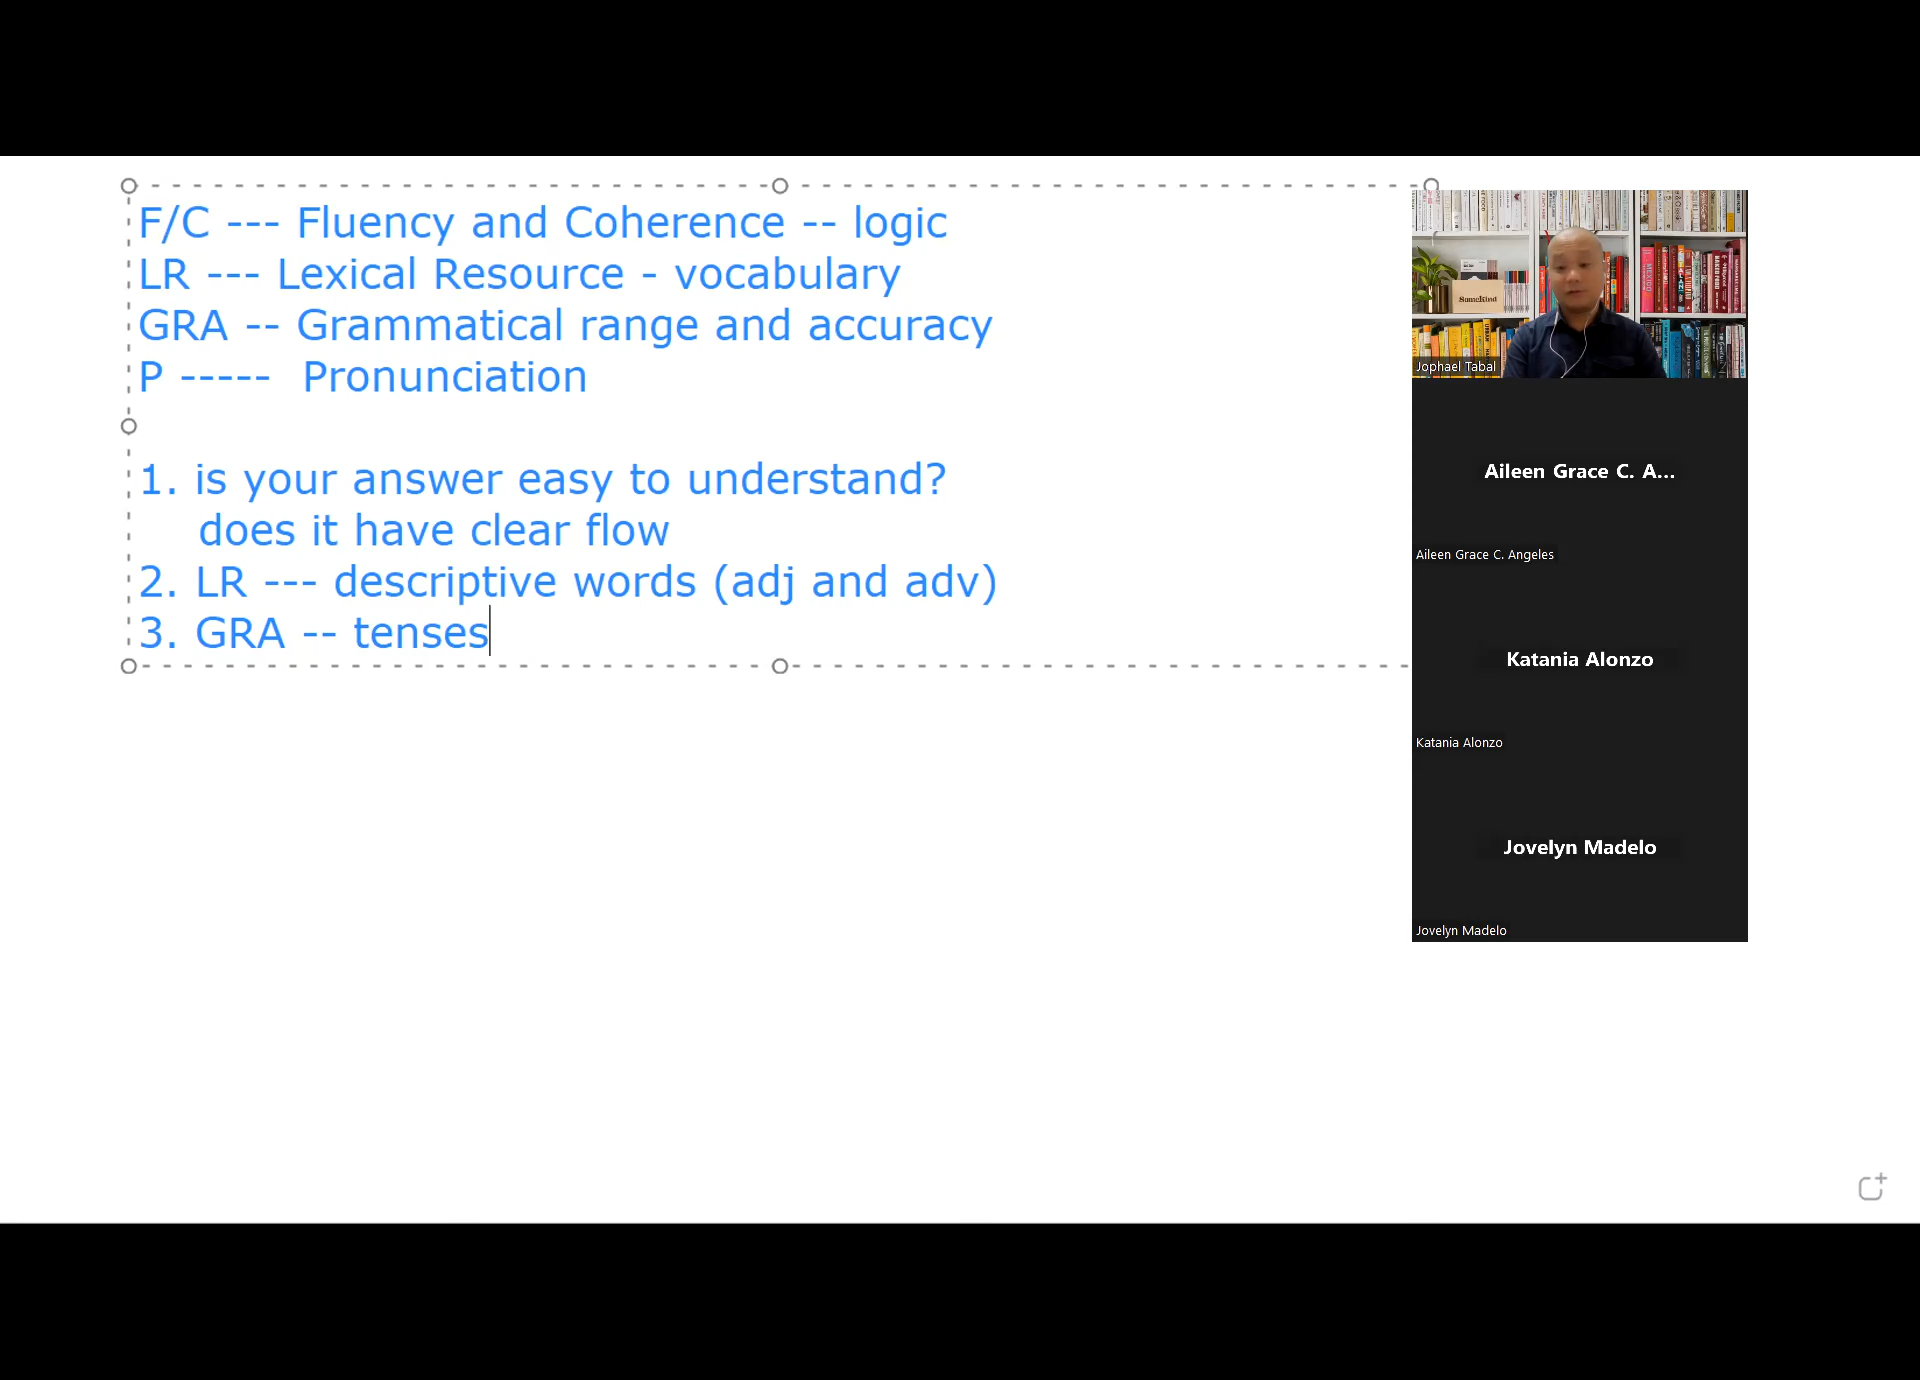 F/C --- Fluency and Coherence -- logic
LR --- Lexical Resource - vocabulary
GRA -- Grammatical range and accuracy
P ----- Pronunciation
1. is your answer easy to understand?
does it have clear flow
2. LR --- descriptive words (adj and adv)
3. GRA -- tenses
SomeKind
Jophael Tabal
Aileen Grace C. A...
Aileen Grace C. Angeles
Katania Alonzo
Katania Alonzo
Jovelyn Madelo
Jovelyn Madelo